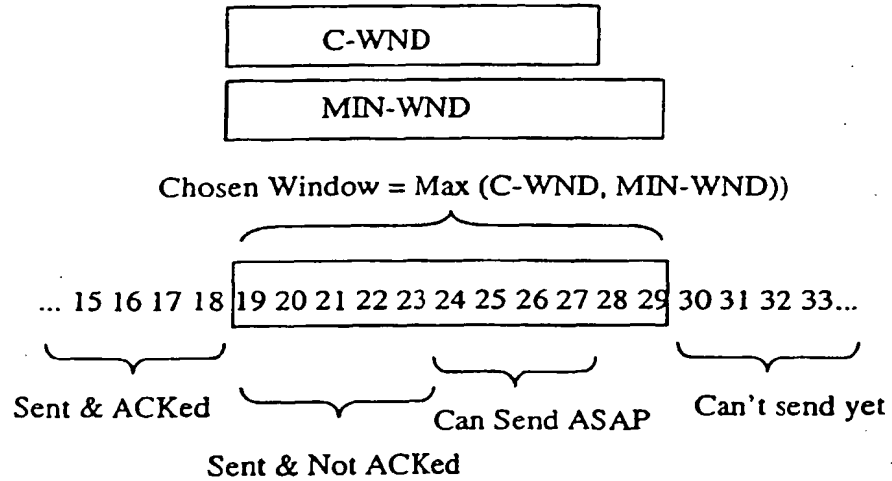 C-WND
MIN-WND
Chosen Window = Max (C-WND, MIN-WND))
... 15 16 17 18 19 20 21 22 23 24 25 26 27 28 29 30 31 32 33...
Sent & ACKed
Can Send ASAP
Can't send yet
Sent & Not ACKed